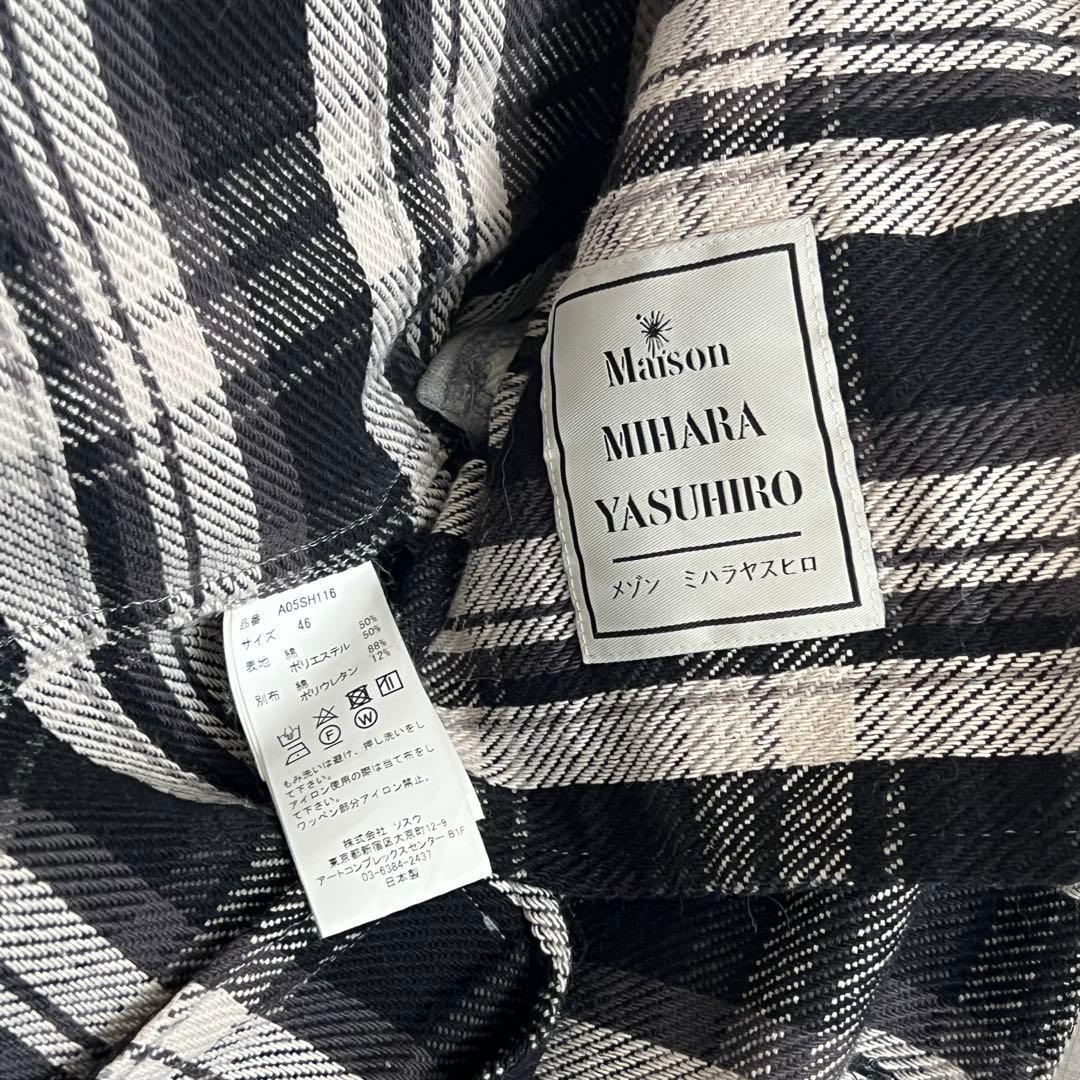 Maison
MIHARA
YASUHIRO
メゾン ミハラヤスヒロ
品番 A05SH116
サイズ 46
表地 綿 50%
ポリエステル 50%
別布 綿 88%
ポリウレタン 12%
F W
もみ洗いは避け、押し洗いをし
て下さい。
アイロン使用の際は当て布をし
て下さい。
ワッペン部分アイロン禁止。
株式会社 ソスウ
東京都新宿区大京町12-9
アートコンプレックスセンター B1F
03-6384-2437
日本製